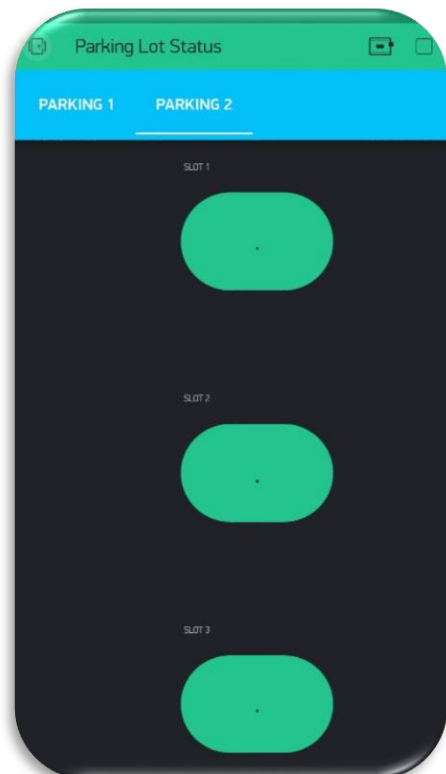 Parking Lot Status
PARKING 1 PARKING 2
SLOT 1
.
SLOT 2
.
SLOT 3
.